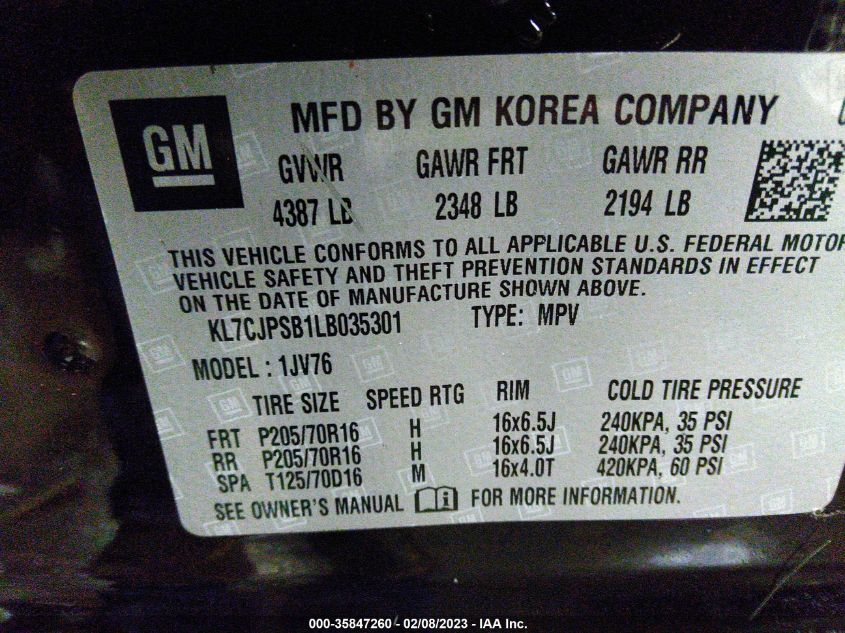 GM
MFD BY GM KOREA COMPANY
GVWR GAWR FRT GAWR RR
4387 LB 2348 LB 2194 LB
THIS VEHICLE CONFORMS TO ALL APPLICABLE U.S. FEDERAL MOTOR
VEHICLE SAFETY AND THEFT PREVENTION STANDARDS IN EFFECT
ON THE DATE OF MANUFACTURE SHOWN ABOVE.
KL7CJPSB1LB035301 TYPE: MPV
MODEL : 1JV76
TIRE SIZE SPEED RTG RIM COLD TIRE PRESSURE
FRT P205/70R16 H 16x6.5J 240KPA, 35 PSI
RR P205/70R16 H 16x6.5J 240KPA, 35 PSI
SPA T125/70D16 M 16x4.0T 420KPA, 60 PSI
SEE OWNER'S MANUAL FOR MORE INFORMATION.
000-35847260 - 02/08/2023 - IAA Inc.